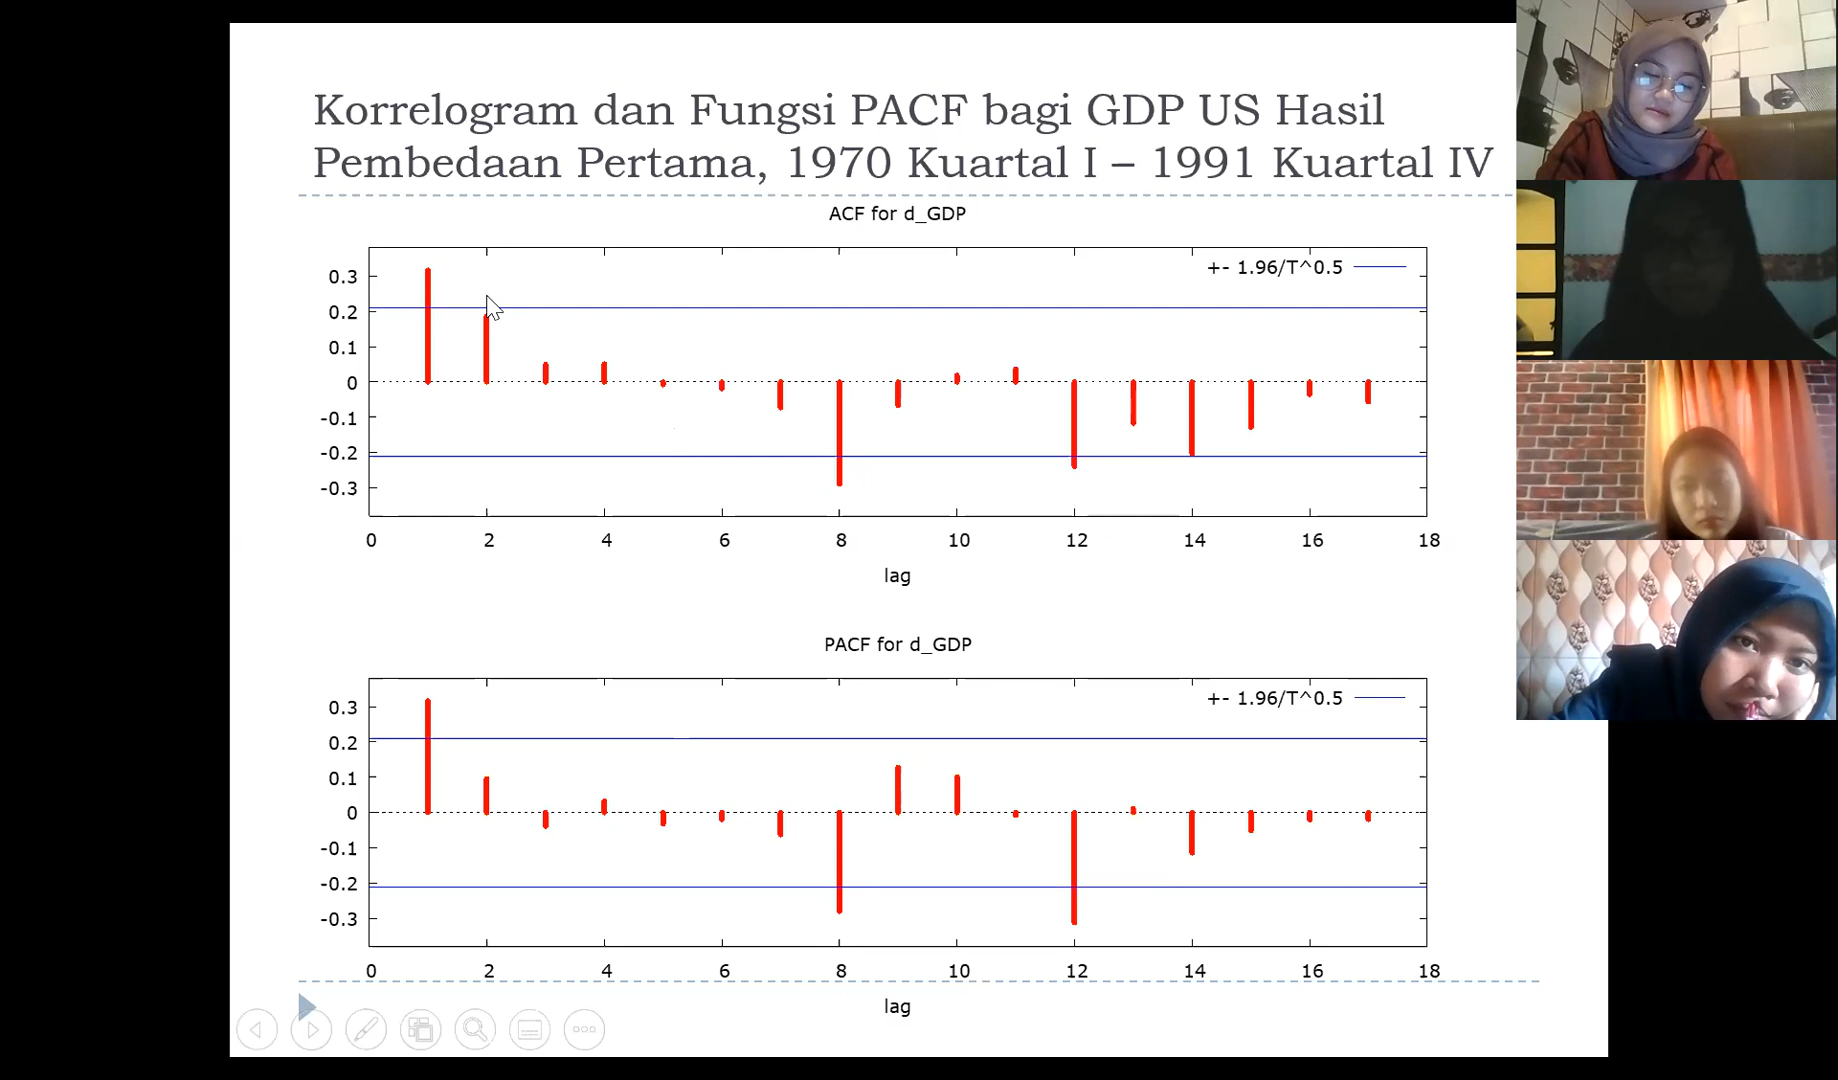 Korrelogram dan Fungsi PACF bagi GDP US Hasil
Pembedaan Pertama, 1970 Kuartal I – 1991 Kuartal IV
ACF for d_GDP
+- 1.96/T^0.5
0.3
0.2
0.1
0
-0.1
-0.2
-0.3
0 2 4 6 8 10 12 14 16 18
lag
PACF for d_GDP
+- 1.96/T^0.5
0.3
0.2
0.1
0
-0.1
-0.2
-0.3
0 2 4 6 8 10 12 14 16 18
lag